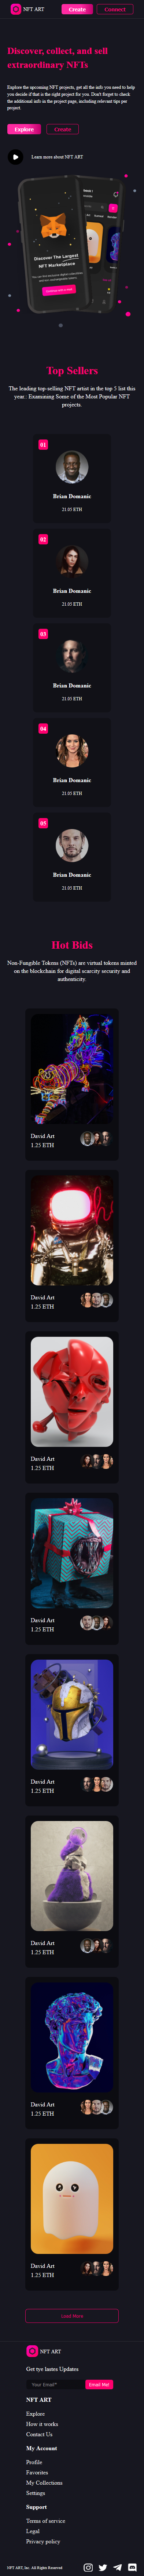 NFT ART
Create
Connect
Discover, collect, and sell
extraordinary NFTs
Explore the upcoming NFT projects, get all the info you need to help
you decide if that is the right project for you. Don't forget to check
the additional info in the project page, including relevant tips per
project.
Explore
Create
Learn more about NFT ART
Discover The Largest
NFT Marketplace
Top Sellers
The leading top-selling NFT artist in the top 5 list this
year : Examining Some of the Most Popular NFT
projects.
01
Brian Domanic
21.05 ETH
02
Brian Domanic
21.05 ETH
03
Brian Domanic
21.05 ETH
04
Brian Domanic
21.05 ETH
05
Brian Domanic
21.05 ETH
Hot Bids
Non-Fungible Tokens (NFTs) are virtual tokens minted
on the blockchain for digital scarcity security and
authenticity.
David Art
1.25 ETH
David Art
1.25 ETH
David Art
1.25 ETH
David Art
1.25 ETH
David Art
1.25 ETH
David Art
1.25 ETH
David Art
1.25 ETH
David Art
1.25 ETH
Load More
NFT ART
Get tye lastes Updates
Your Email*
Email Me!
NFT ART
Explore
How it works
Contact Us
My Account
Profile
Favorites
My Collections
Settings
Support
Terms of service
Legal
Privacy policy
NFT ART, Inc. All Rights Reserved